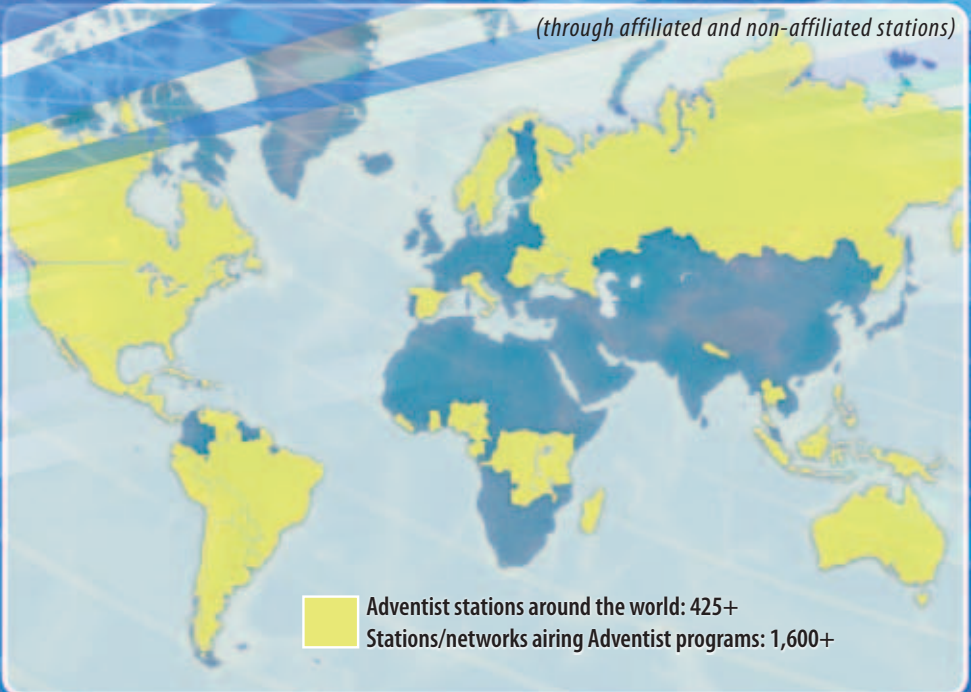 (through affiliated and non-affiliated stations)
Adventist stations around the world: 425+
Stations/networks airing Adventist programs: 1,600+